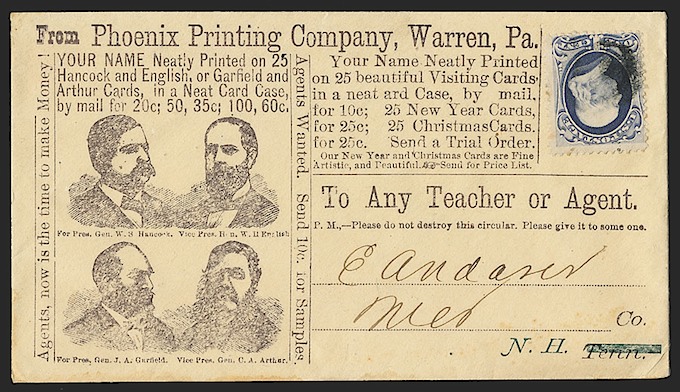 From Phoenix Printing Company, Warren, Pa.
Agents, now is the time to make Money!
YOUR NAME Neatly Printed on 25
Hancock and English, or Garfield and
Arthur Cards, in a Neat Card Case,
by mail for 20c; 50, 35c; 100, 60c.
For Pres. Gen. W. S Hancock. Vice Pres. Hon. W. H English
For Pres, Gen. J. A. Garfield. Vice Pres. Gen. C. A. Arthur.
Agents Wanted. Send 10c, for Samples
Your Name Neatly Printed
on 25 beautiful Visiting Cards
in a neat ard Case, by mail.
for 10c; 25 New Year Cards,
for 25c; 25 ChristmasCards.
for 25c. Send a Trial Order.
Our New Year and Christmas Cards are Fine
Artistic, and Beautiful. Send for Price List.
To Any Teacher or Agent.
P. M.,—Please do not destroy this circular. Please give it to some one.
E Andover
Mer Co.
N. H. Tenn.